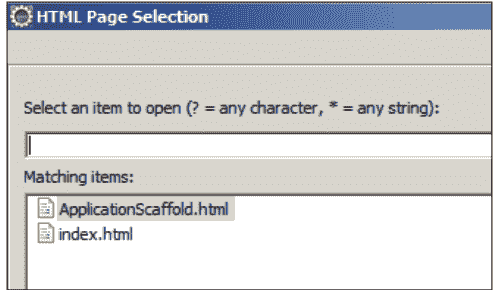 HTML Page Selection
Select an item to open (? = any character, * = any string):
Matching items:
ApplicationScaffold.html
index.html